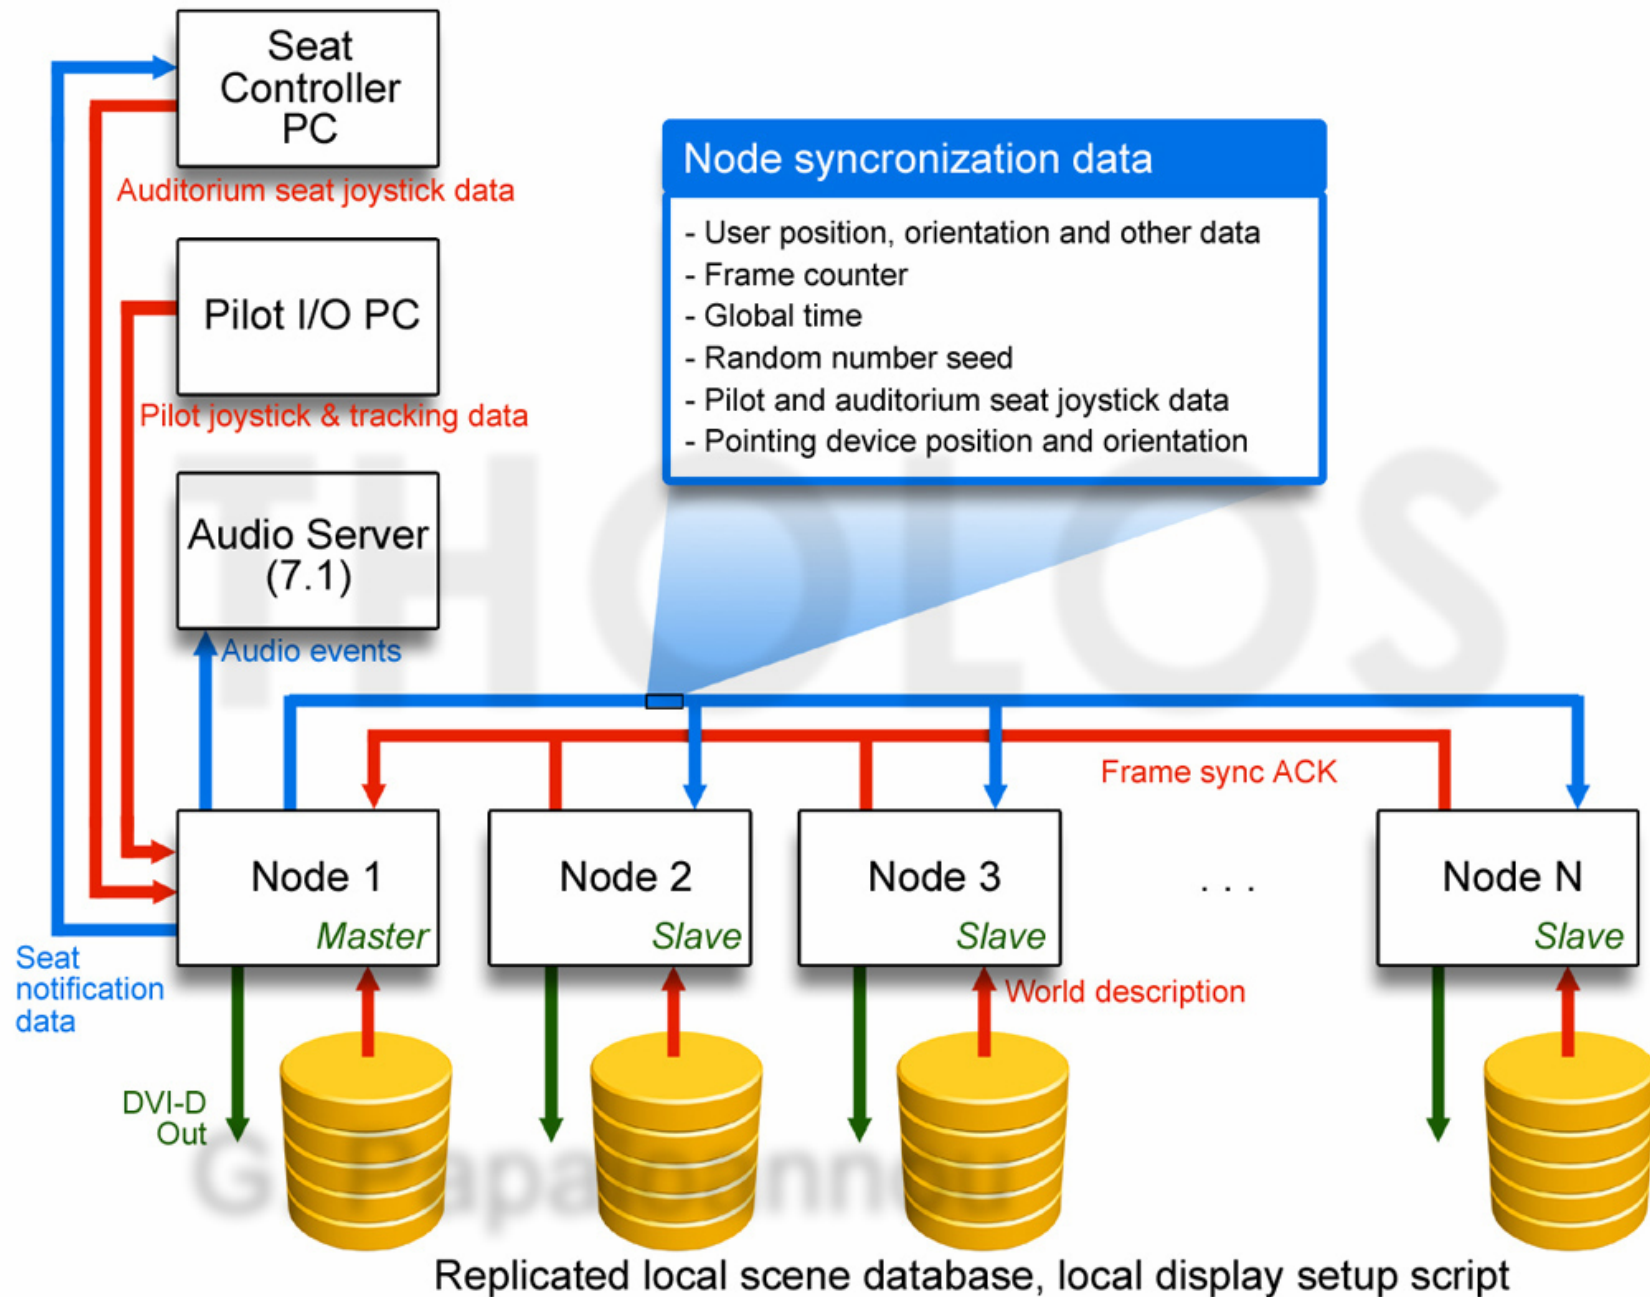 Seat
Controller
PC
Auditorium seat joystick data
Pilot I/O PC
Pilot joystick & tracking data
Audio Server
(7.1)
Audio events
Node syncronization data
- User position, orientation and other data
- Frame counter
- Global time
- Random number seed
- Pilot and auditorium seat joystick data
- Pointing device position and orientation
THOLOS
Frame sync ACK
Node 1
Master
Node 2
Slave
Node 3
Slave
. . .
Node N
Slave
Seat
notification
data
World description
DVI-D
Out
Replicated local scene database, local display setup script